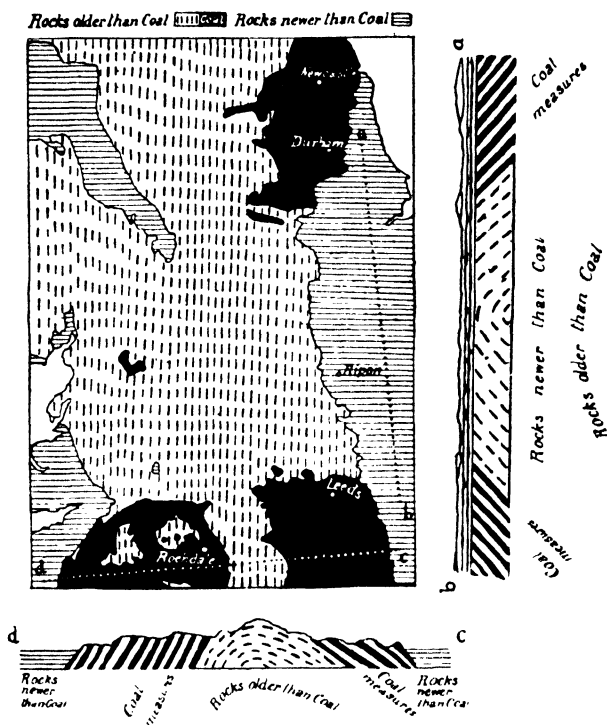 Rocks older than Coal Coal Rocks newer than Coal
Newcastle
a
Durham
Ripon
Leeds
b
Rochdale
d c
a
Coal
measures
Rocks newer than Coal
Rocks older than Coal
Coal
measures
b
d c
Rocks
newer
than Coal
Coal
measures
Rocks older than Coal
Coal
measures
Rocks
newer
than Coal